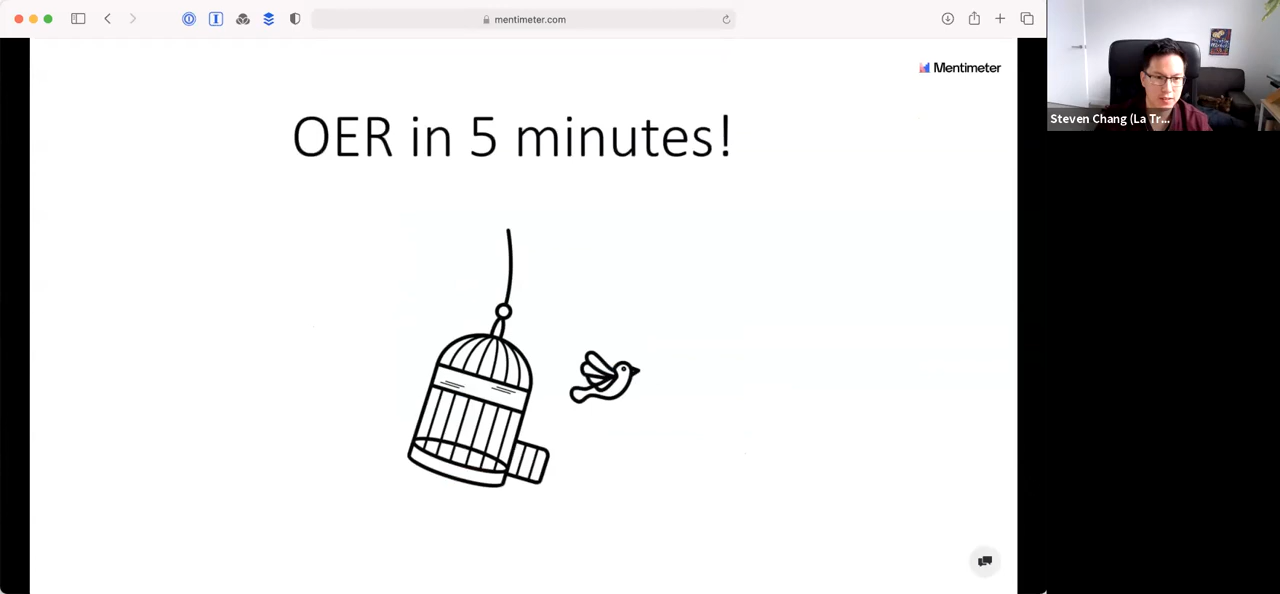 mentimeter.com
Mentimeter
OER in 5 minutes!
Steven Chang (La Tr...